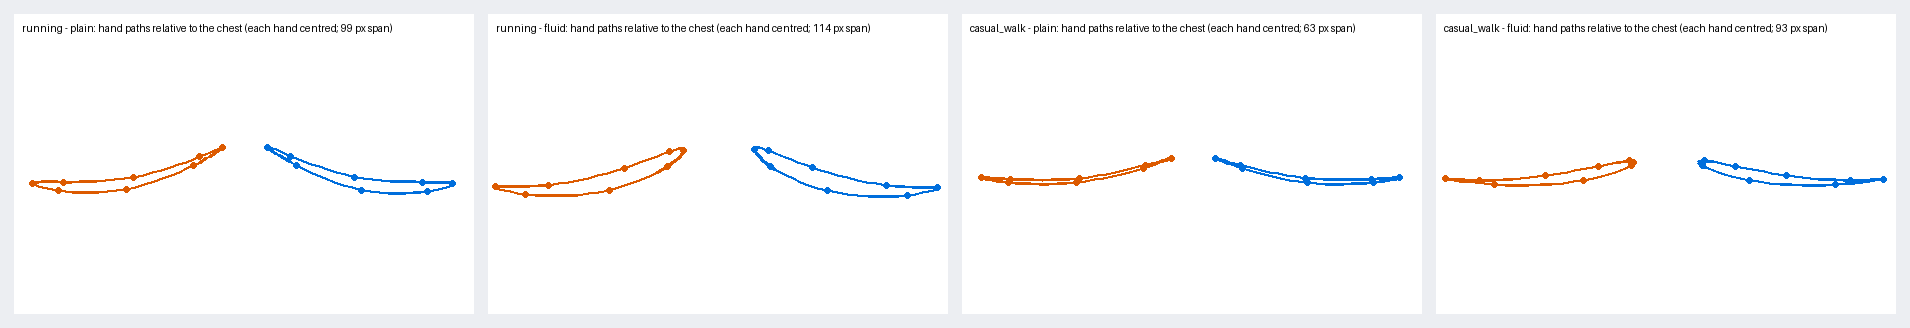 running - plain: hand paths relative to the chest (each hand centred; 99 px span)
running - fluid: hand paths relative to the chest (each hand centred; 114 px span)
casual_walk - plain: hand paths relative to the chest (each hand centred; 63 px span)
casual_walk - fluid: hand paths relative to the chest (each hand centred; 93 px span)